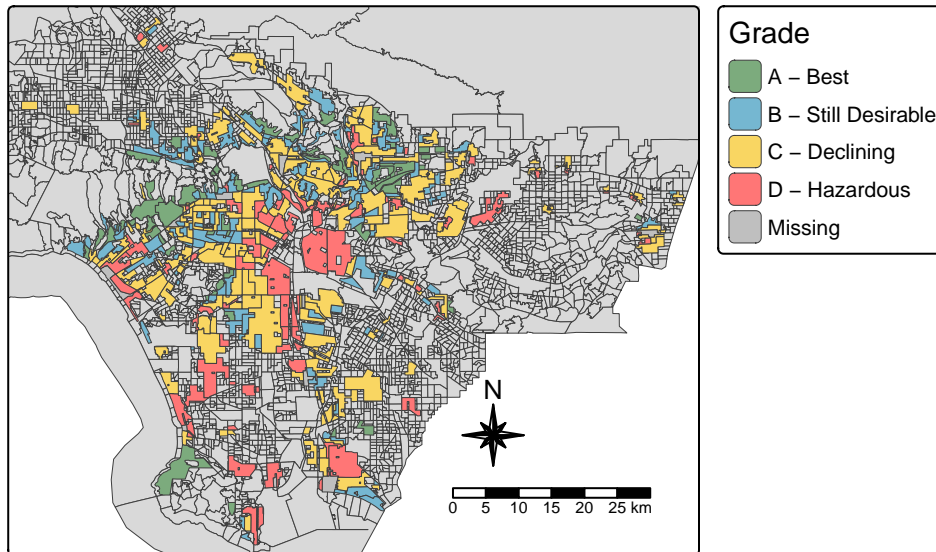 Grade
A – Best
B – Still Desirable
C – Declining
D – Hazardous
Missing
N
0 5 10 15 20 25 km